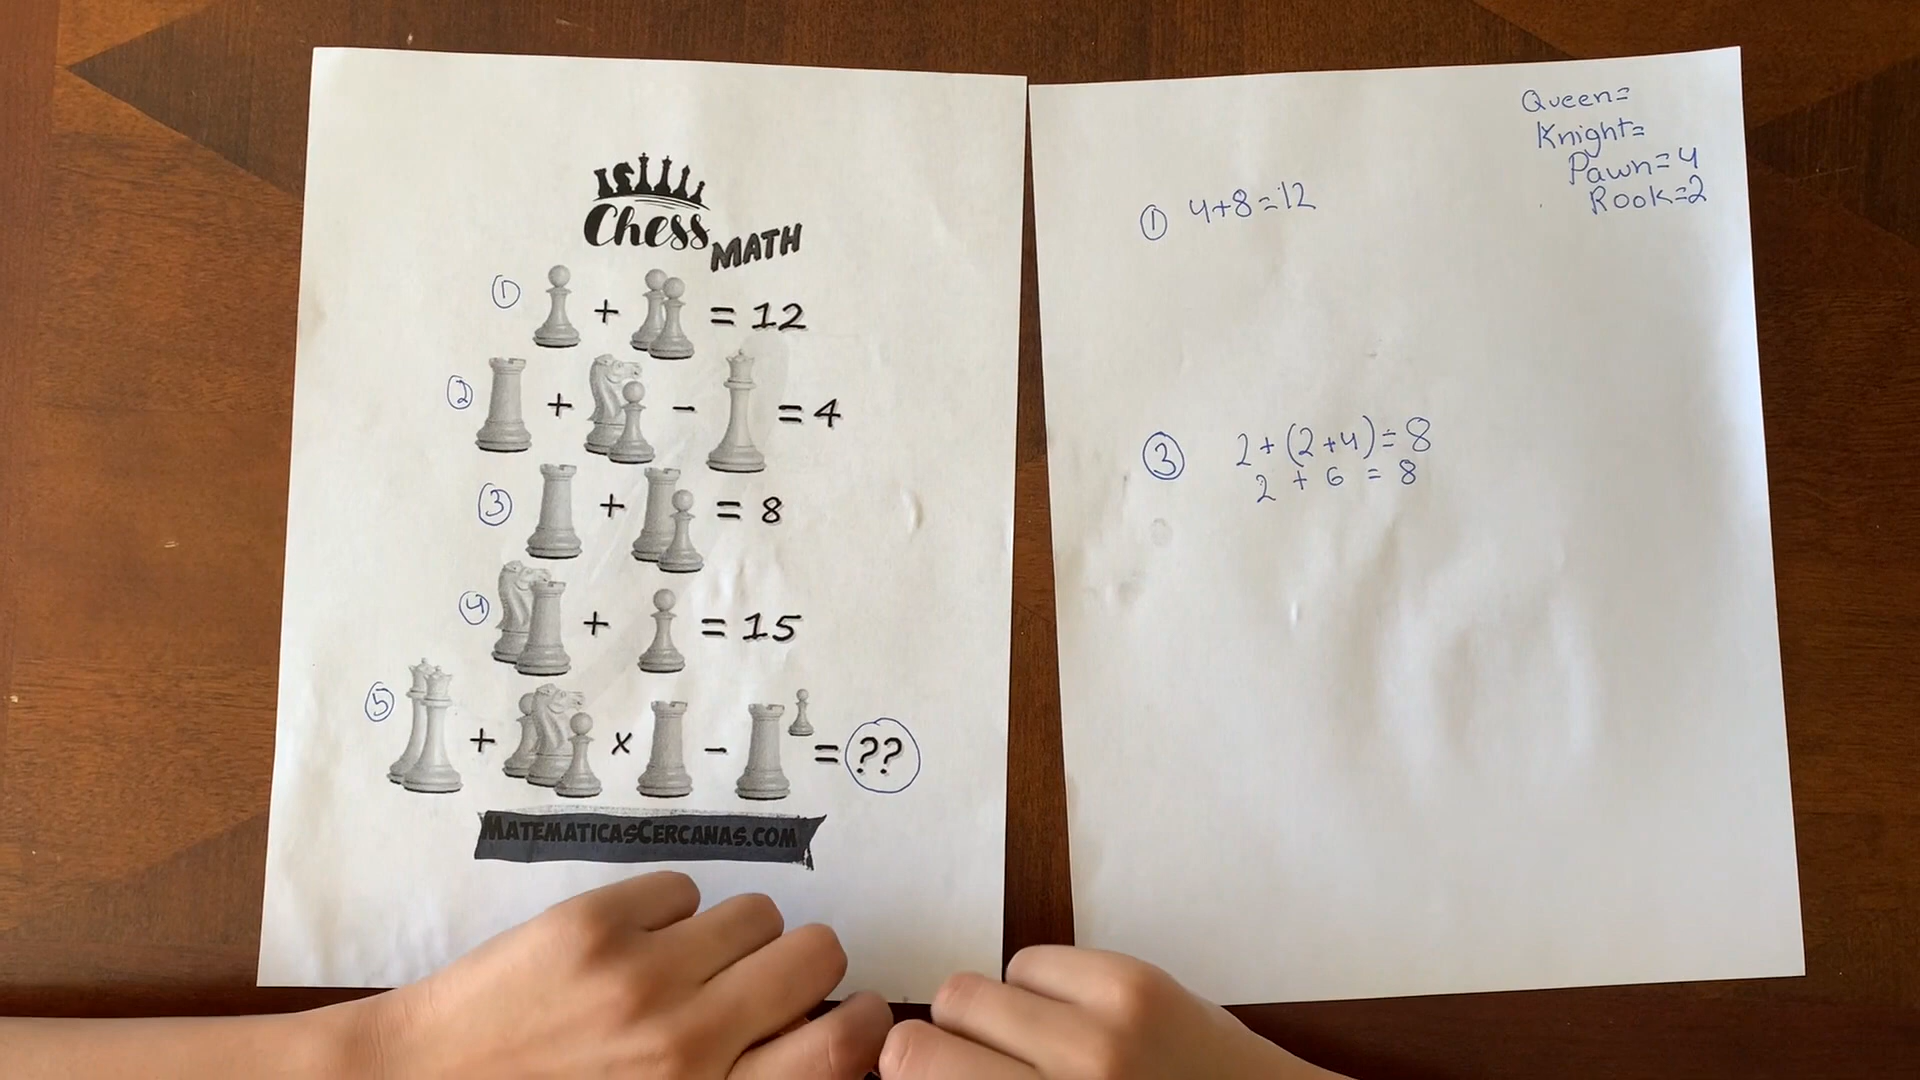 Chess
MATH
① + = 12
② + - = 4
③ + = 8
④ + = 15
⑤ + x - = ??
MATEMATICASCERCANAS.COM
Queen=
Knight=
Pawn=4
Rook=2
① 4+8=12
③ 2+(2+4)=8
2 + 6 = 8